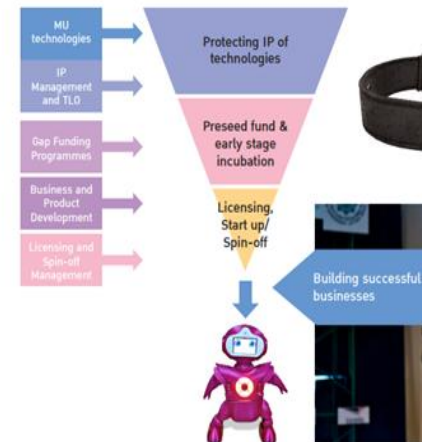 MU
technologies
IP
Management
and TLO
Gap Funding
Programmes
Business and
Product
Development
Licensing and
Spin-off
Management
Protecting IP of
technologies
Preseed fund &
early stage
incubation
Licensing,
Start up/
Spin-off
Building successful
businesses